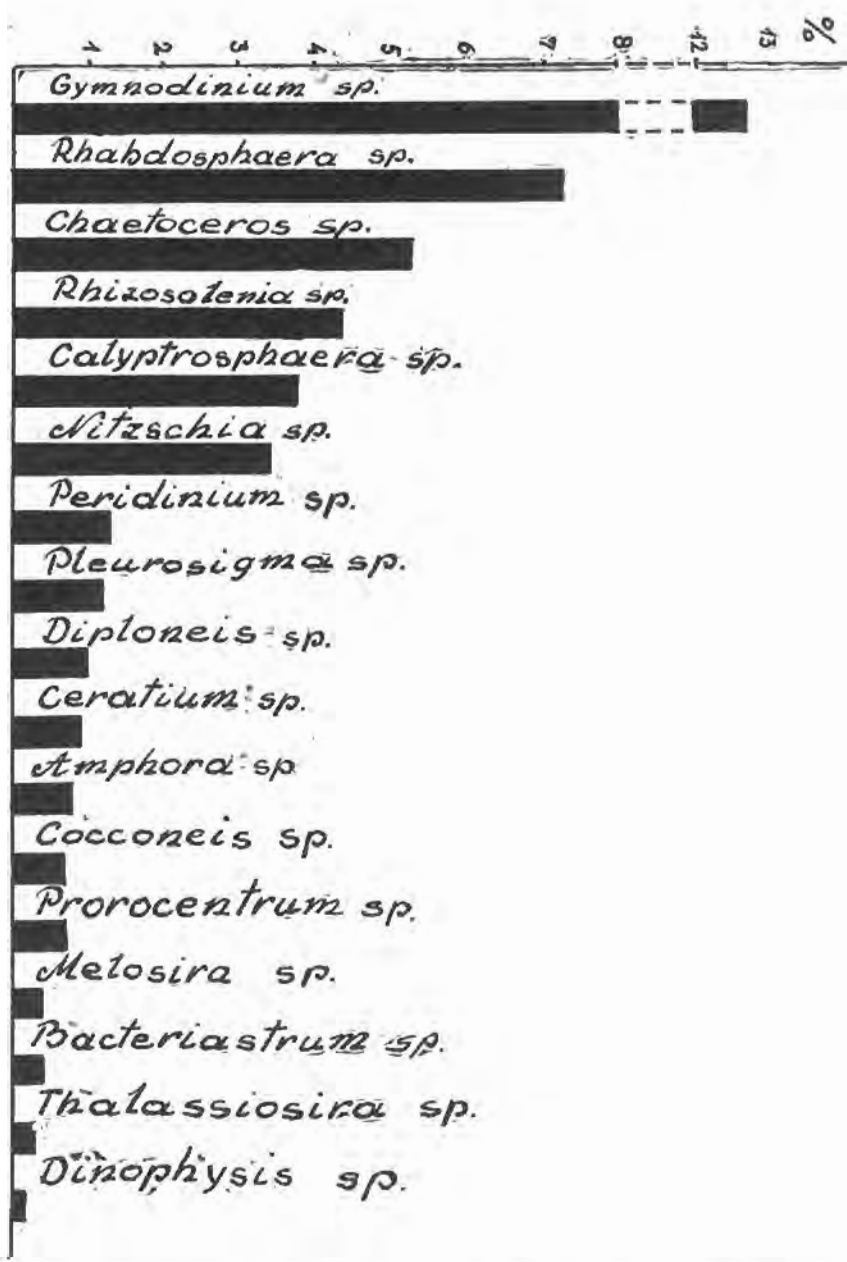 1 2 3 4 5 6 7 8 12 13 %
Gymnodinium sp.
Rhabdosphaera sp.
Chaetoceros sp.
Rhizosolenia sp.
Calyptrosphaera sp.
Nitzschia sp.
Peridinium sp.
Pleurosigma sp.
Diploneis sp.
Ceratium sp.
Amphora sp
Cocconeis sp.
Prorocentrum sp.
Melosira sp.
Bacteriastrum sp.
Thalassiosira sp.
Dinophysis sp.